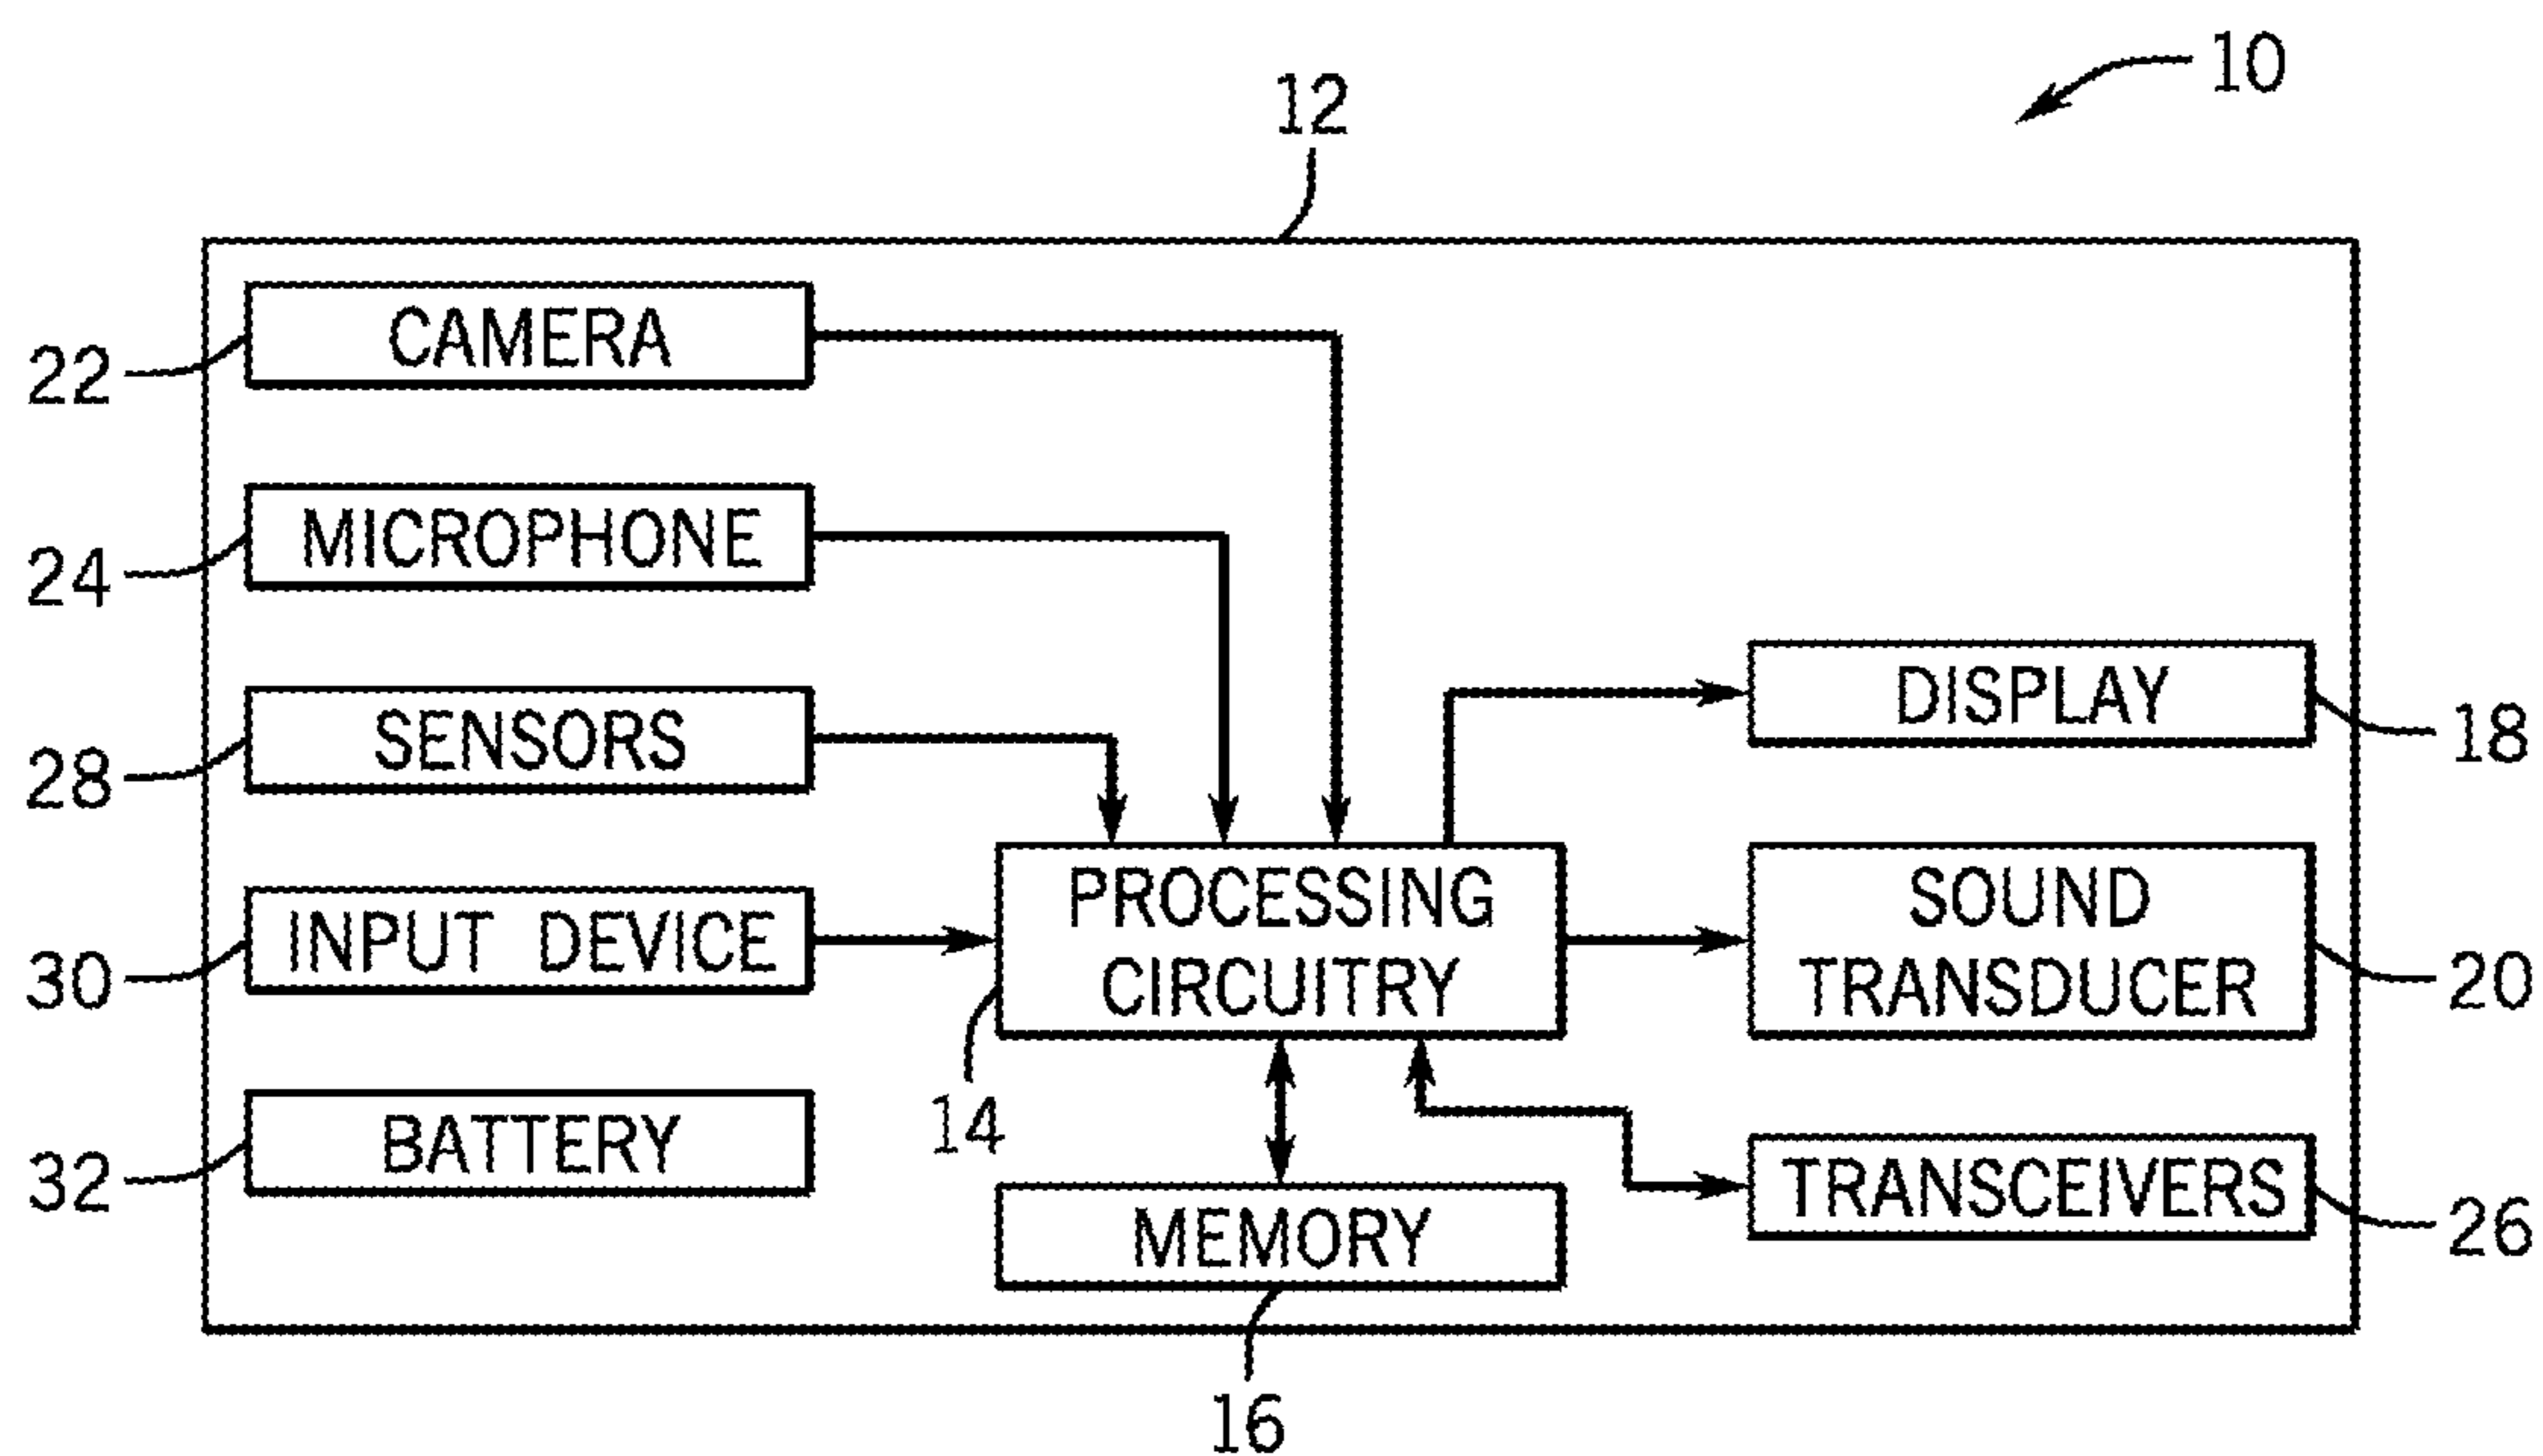 10
12
CAMERA
22
MICROPHONE
24
SENSORS
28
DISPLAY
18
INPUT DEVICE
30
PROCESSING
CIRCUITRY
14
SOUND
TRANSDUCER
20
BATTERY
32
MEMORY
16
TRANSCEIVERS
26